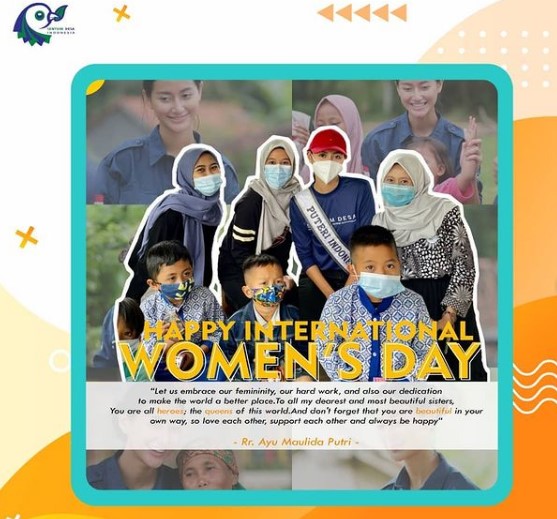 SENYUM DESA
INDONESIA
M DESA
PUTERI INDON
HAPPY INTERNATIONAL
WOMEN'S DAY
"Let us embrace our femininity, our hard work, and also our dedication
to make the world a better place.To all my dearest and most beautiful sisters,
You are all heroes; the queens of this world.And don't forget that you are beautiful in your
own way, so love each other, support each other and always be happy"
- Rr. Ayu Maulida Putri -